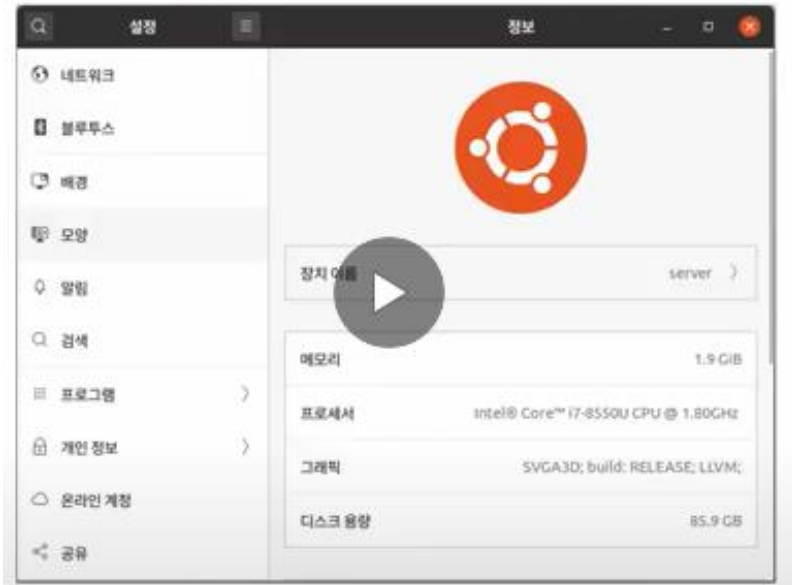 설정
정보
네트워크
블루투스
배경
모양
알림
검색
프로그램
개인 정보
온라인 계정
공유
장치 이름 server
메모리 1.9 GiB
프로세서 Intel® Core™ i7-8550U CPU @ 1.80GHz
그래픽 SVGA3D; build: RELEASE; LLVM;
디스크 용량 85.9 GB